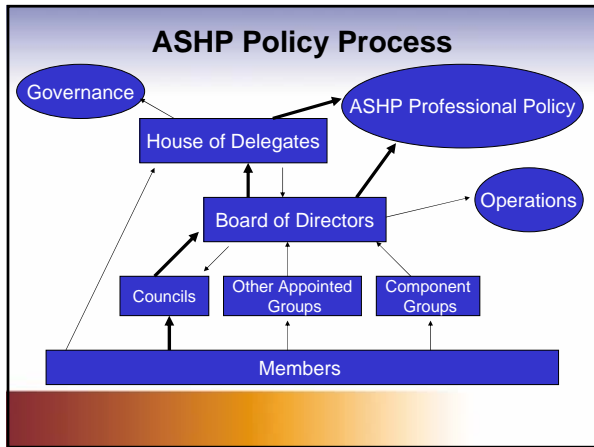 ASHP Policy Process
Governance
ASHP Professional Policy
House of Delegates
Operations
Board of Directors
Councils
Other Appointed
Groups
Component
Groups
Members